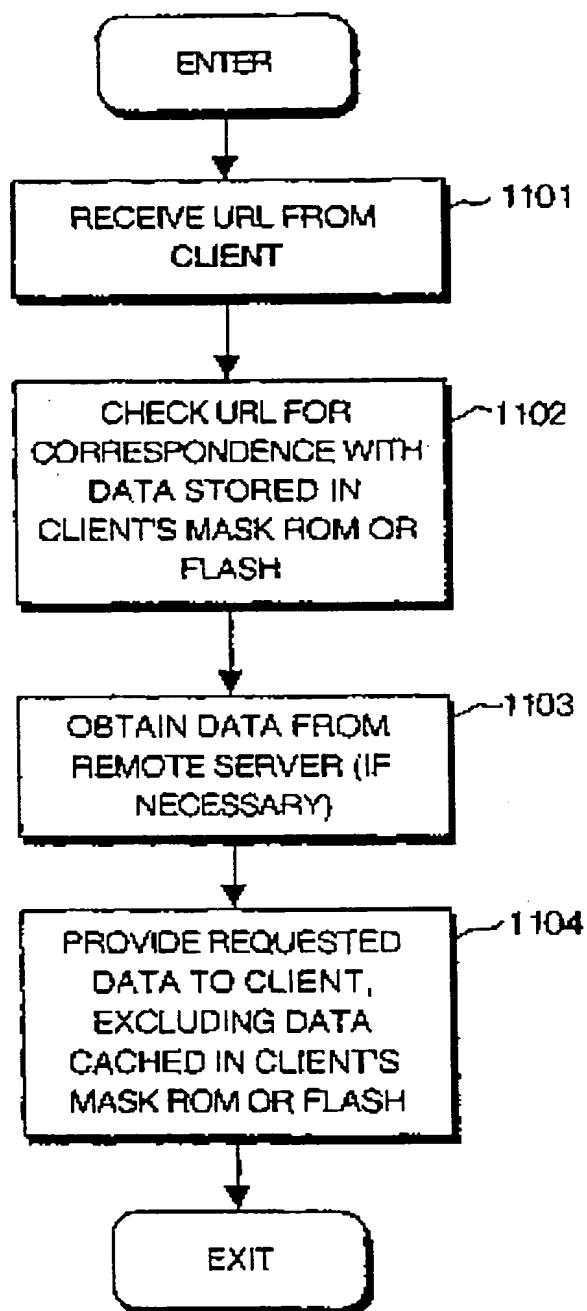 ENTER
RECEIVE URL FROM
CLIENT
1101
CHECK URL FOR
CORRESPONDENCE WITH
DATA STORED IN
CLIENT'S MASK ROM OR
FLASH
1102
OBTAIN DATA FROM
REMOTE SERVER (IF
NECESSARY)
1103
PROVIDE REQUESTED
DATA TO CLIENT,
EXCLUDING DATA
CACHED IN CLIENT'S
MASK ROM OR FLASH
1104
EXIT